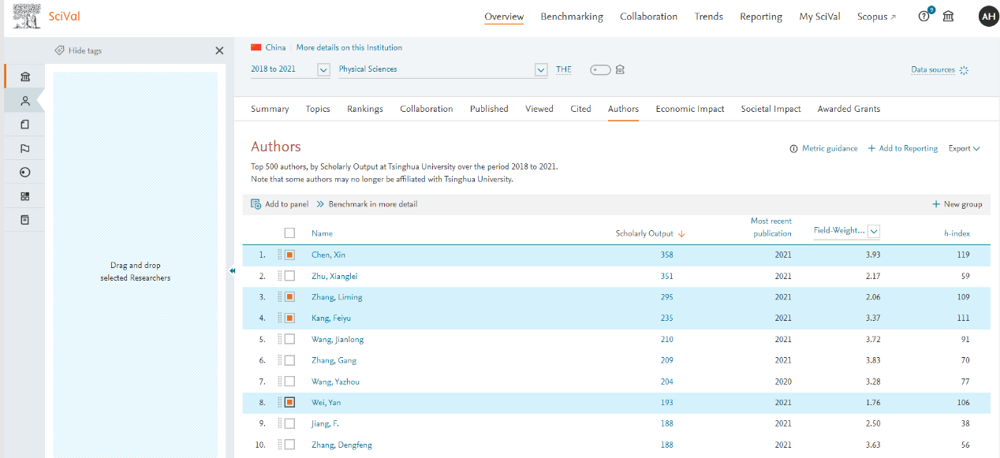 SciVal
Overview Benchmarking Collaboration Trends Reporting My SciVal Scopus ↗ 9 AH
Hide tags
China | More details on this Institution
2018 to 2021 Physical Sciences THE Data sources
Summary Topics Rankings Collaboration Published Viewed Cited Authors Economic Impact Societal Impact Awarded Grants
Authors
Metric guidance + Add to Reporting Export
Top 500 authors, by Scholarly Output at Tsinghua University over the period 2018 to 2021.
Note that some authors may no longer be affiliated with Tsinghua University.
Add to panel Benchmark in more detail + New group
Name Scholarly Output ↓ Most recent publication Field-Weight... h-index
1. Chen, Xin 358 2021 3.93 119
2. Zhu, Xianglei 351 2021 2.17 59
3. Zhang, Liming 295 2021 2.06 109
4. Kang, Feiyu 235 2021 3.37 111
5. Wang, Jianlong 210 2021 3.72 91
6. Zhang, Gang 209 2021 3.83 70
7. Wang, Yazhou 204 2020 3.28 77
8. Wei, Yan 193 2021 1.76 106
9. Jiang, F. 188 2021 2.50 38
10. Zhang, Dengfeng 188 2021 3.63 56
Drag and drop
selected Researchers